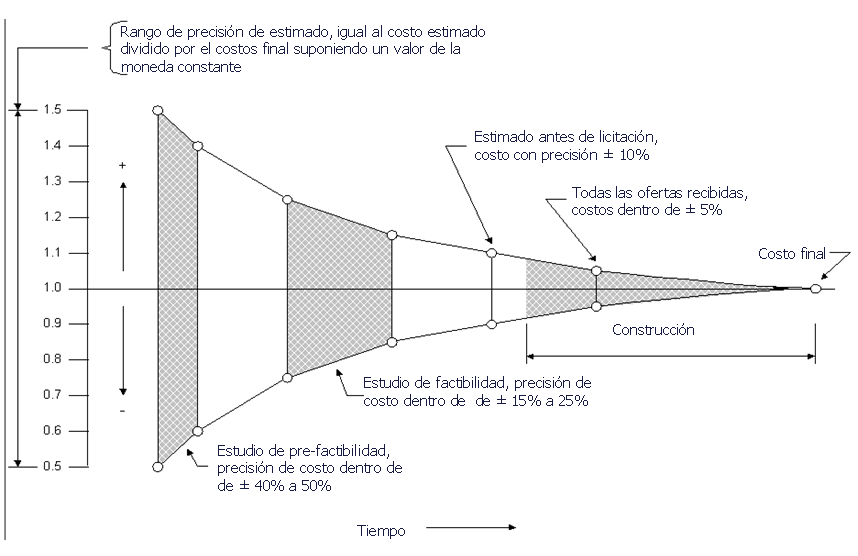 Rango de precisión de estimado, igual al costo estimado
dividido por el costos final suponiendo un valor de la
moneda constante
1.5
1.4
1.3
1.2
1.1
1.0
0.9
0.8
0.7
0.6
0.5
+
-
Estimado antes de licitación,
costo con precisión ± 10%
Todas las ofertas recibidas,
costos dentro de ± 5%
Costo final
Construcción
Estudio de factibilidad, precisión de
costo dentro de  de ± 15% a 25%
Estudio de pre-factibilidad,
precisión de costo dentro de
de ± 40% a 50%
Tiempo